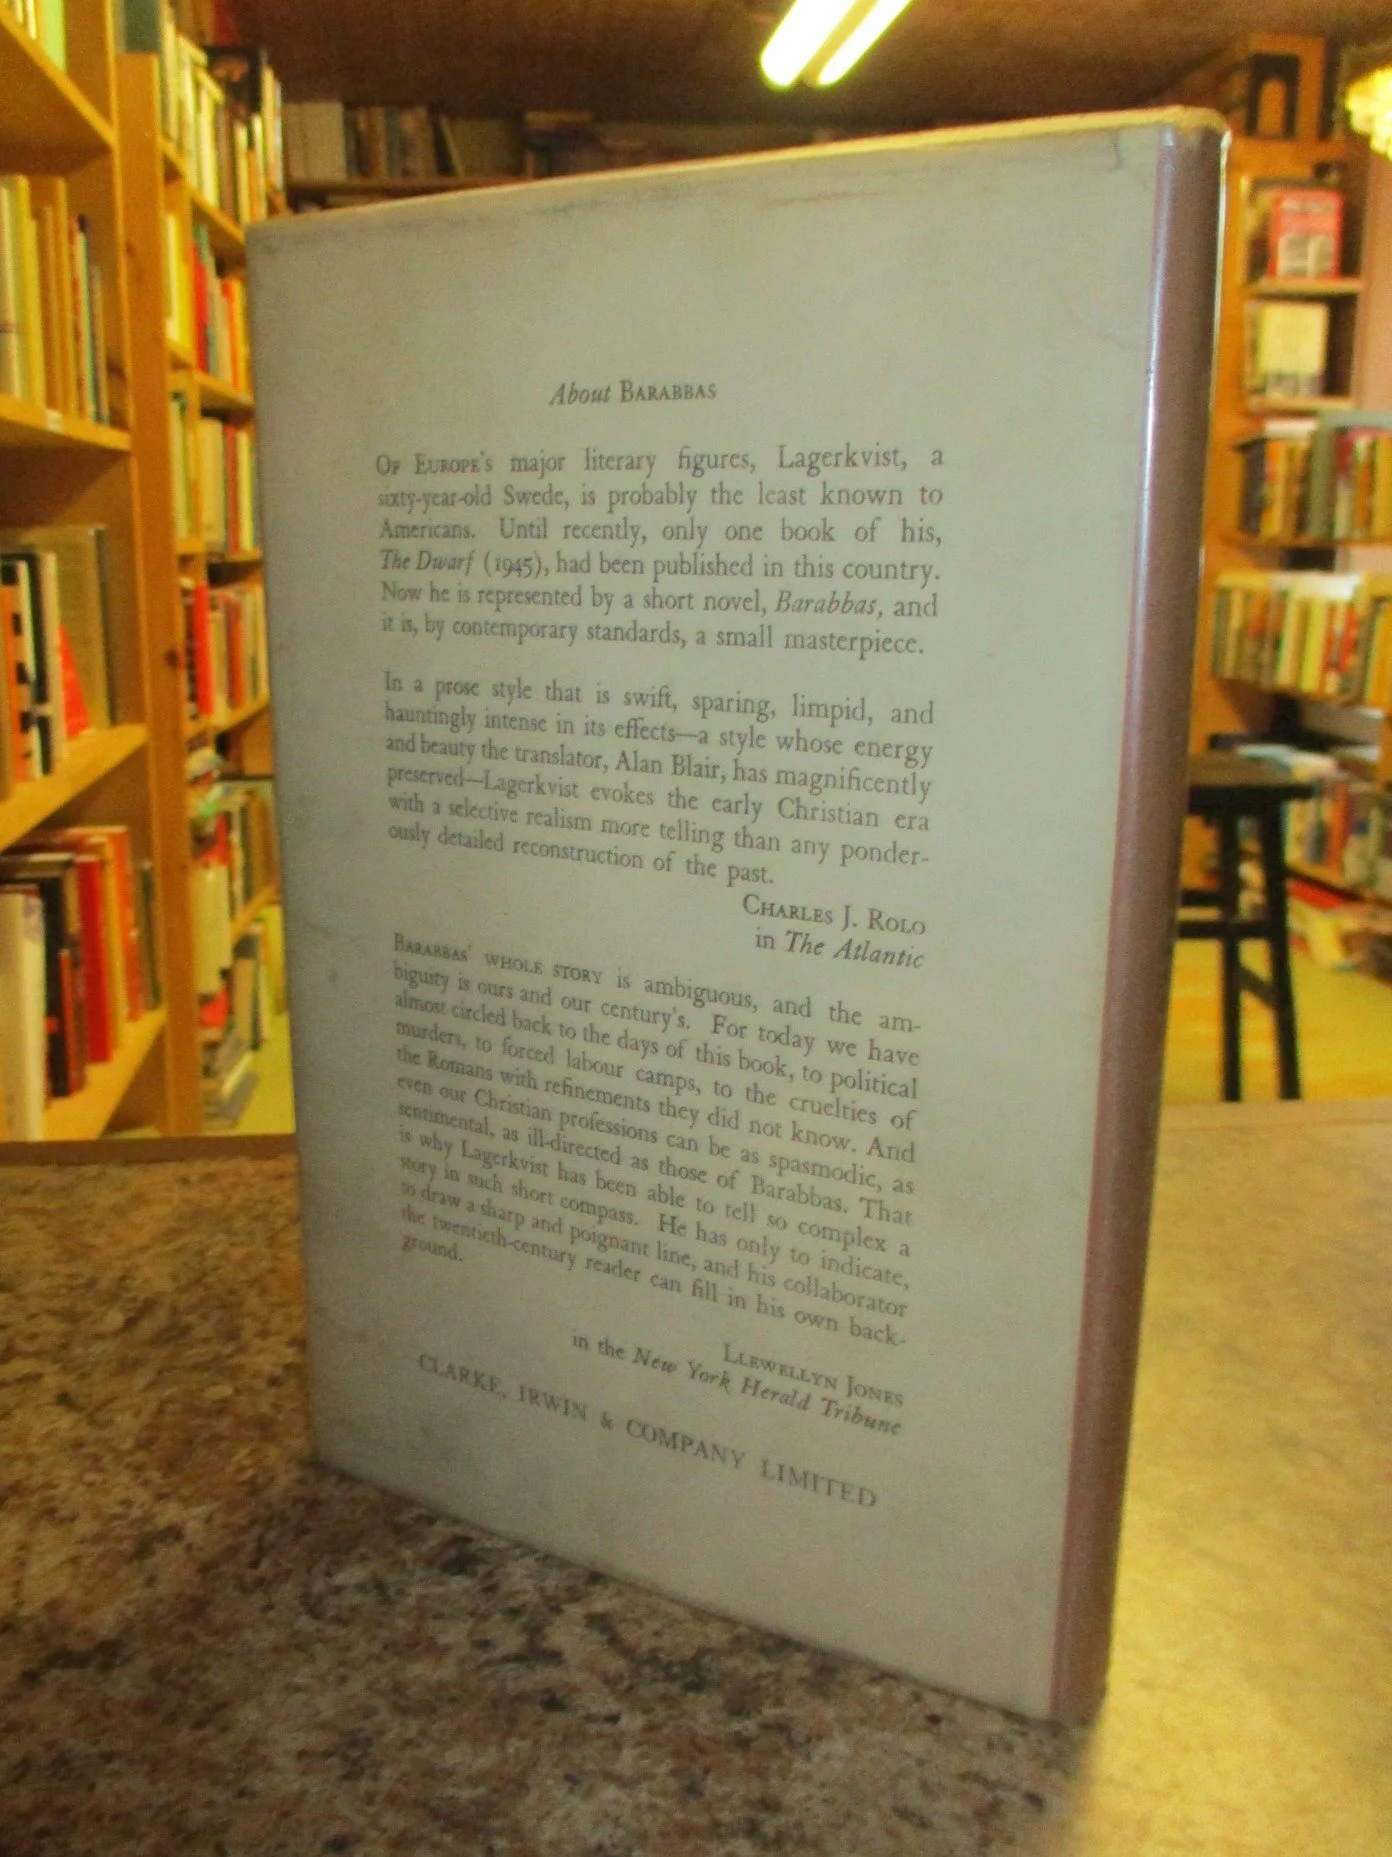 About BARABBAS
OF EUROPE'S major literary figures, Lagerkvist, a
sixty-year-old Swede, is probably the least known to
Americans. Until recently, only one book of his,
The Dwarf (1945), had been published in this country.
Now he is represented by a short novel, Barabbas, and
it is, by contemporary standards, a small masterpiece.
In a prose style that is swift, sparing, limpid, and
hauntingly intense in its effects—a style whose energy
and beauty the translator, Alan Blair, has magnificently
preserved—Lagerkvist evokes the early Christian era
with a selective realism more telling than any ponder-
ously detailed reconstruction of the past.
CHARLES J. ROLO
in The Atlantic
BARABBAS' WHOLE STORY is ambiguous, and the am-
biguity is ours and our century's. For today we have
almost circled back to the days of this book, to political
murders, to forced labour camps, to the cruelties of
the Romans with refinements they did not know. And
even our Christian professions can be as spasmodic, as
sentimental, as ill-directed as those of Barabbas. That
is why Lagerkvist has been able to tell so complex a
story in such short compass. He has only to indicate,
to draw a sharp and poignant line, and his collaborator
the twentieth-century reader can fill in his own back-
ground.
LLEWELLYN JONES
in the New York Herald Tribune
CLARKE, IRWIN & COMPANY LIMITED